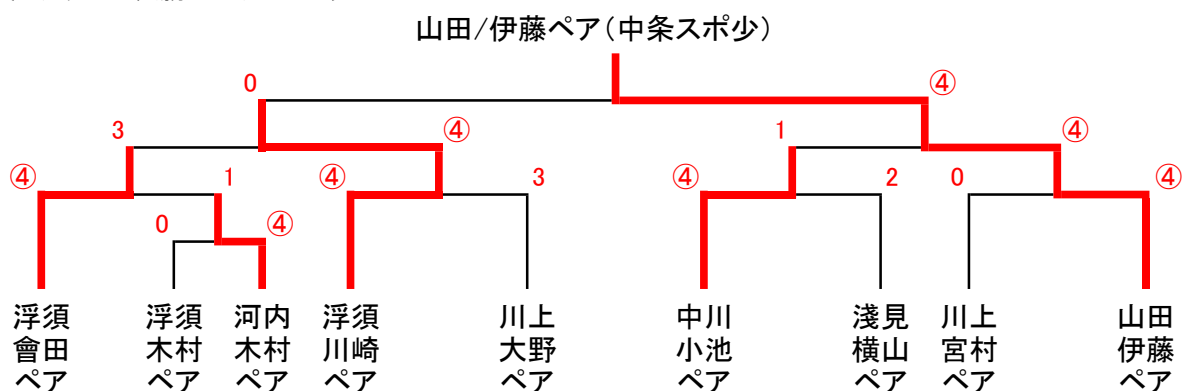 山田/伊藤ペア(中条スポ少)
0 ④
3 ④ 1 ④
④ 1 ④ 3 ④ 2 0 ④
0 ④
浮須 浮須 河内 浮須 川上 中川 淺見 川上 山田
會田 木村 木村 川崎 大野 小池 横山 宮村 伊藤
ペア ペア ペア ペア ペア ペア ペア ペア ペア